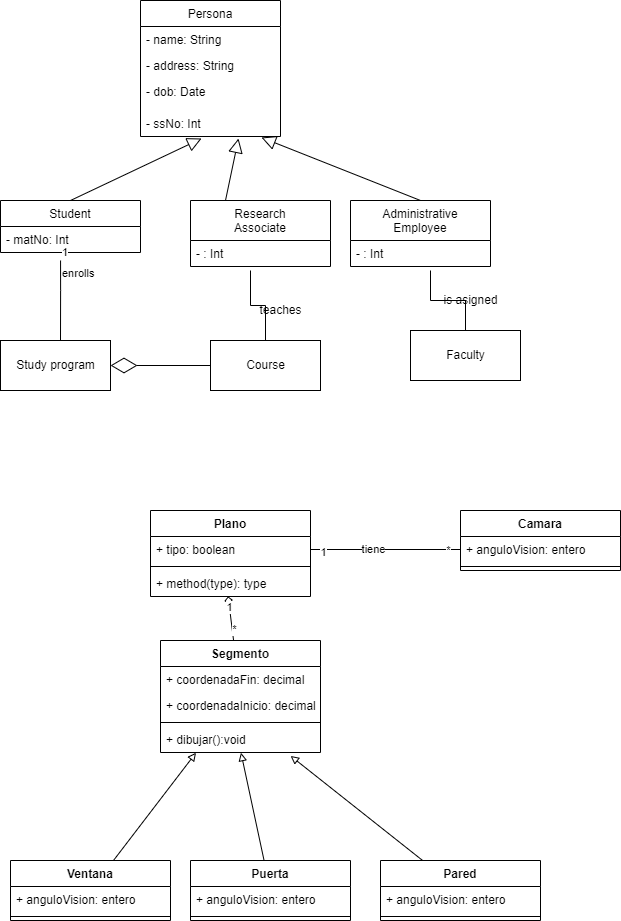 Persona
- name: String
- address: String
- dob: Date
- ssNo: Int
Student
- matNo: Int
Research
Associate
- : Int
Administrative
Employee
- : Int
1
enrolls
teaches
is asigned
Study program
Course
Faculty
Plano
+ tipo: boolean
+ method(type): type
1
tiene
*
Camara
+ anguloVision: entero
1
*
Segmento
+ coordenadaFin: decimal
+ coordenadaInicio: decimal
+ dibujar():void
Ventana
+ anguloVision: entero
Puerta
+ anguloVision: entero
Pared
+ anguloVision: entero